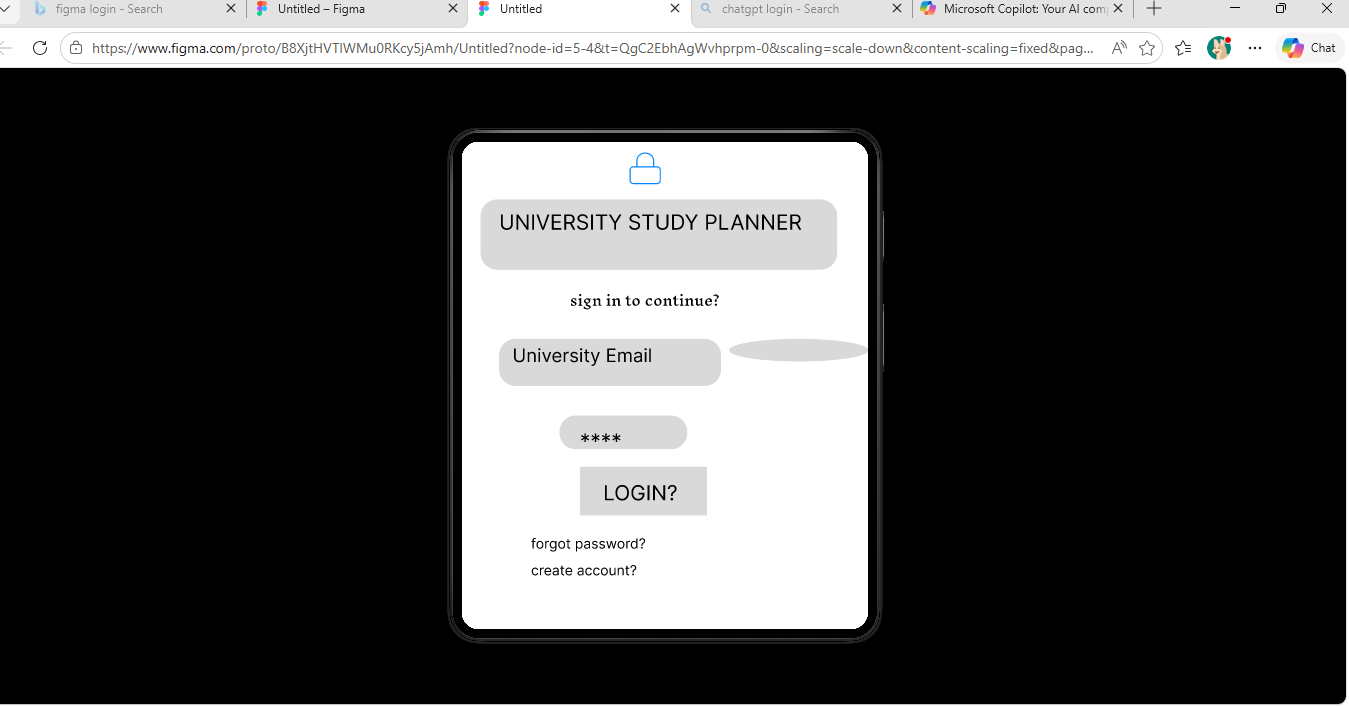 figma login - Search
Untitled – Figma
Untitled
chatgpt login - Search
Microsoft Copilot: Your AI com
https://www.figma.com/proto/B8XjtHVTlWMu0RKcy5jAmh/Untitled?node-id=5-4&t=QgC2EbhAgWvhprpm-0&scaling=scale-down&content-scaling=fixed&pag...
Chat
UNIVERSITY STUDY PLANNER
sign in to continue?
University Email
****
LOGIN?
forgot password?
create account?